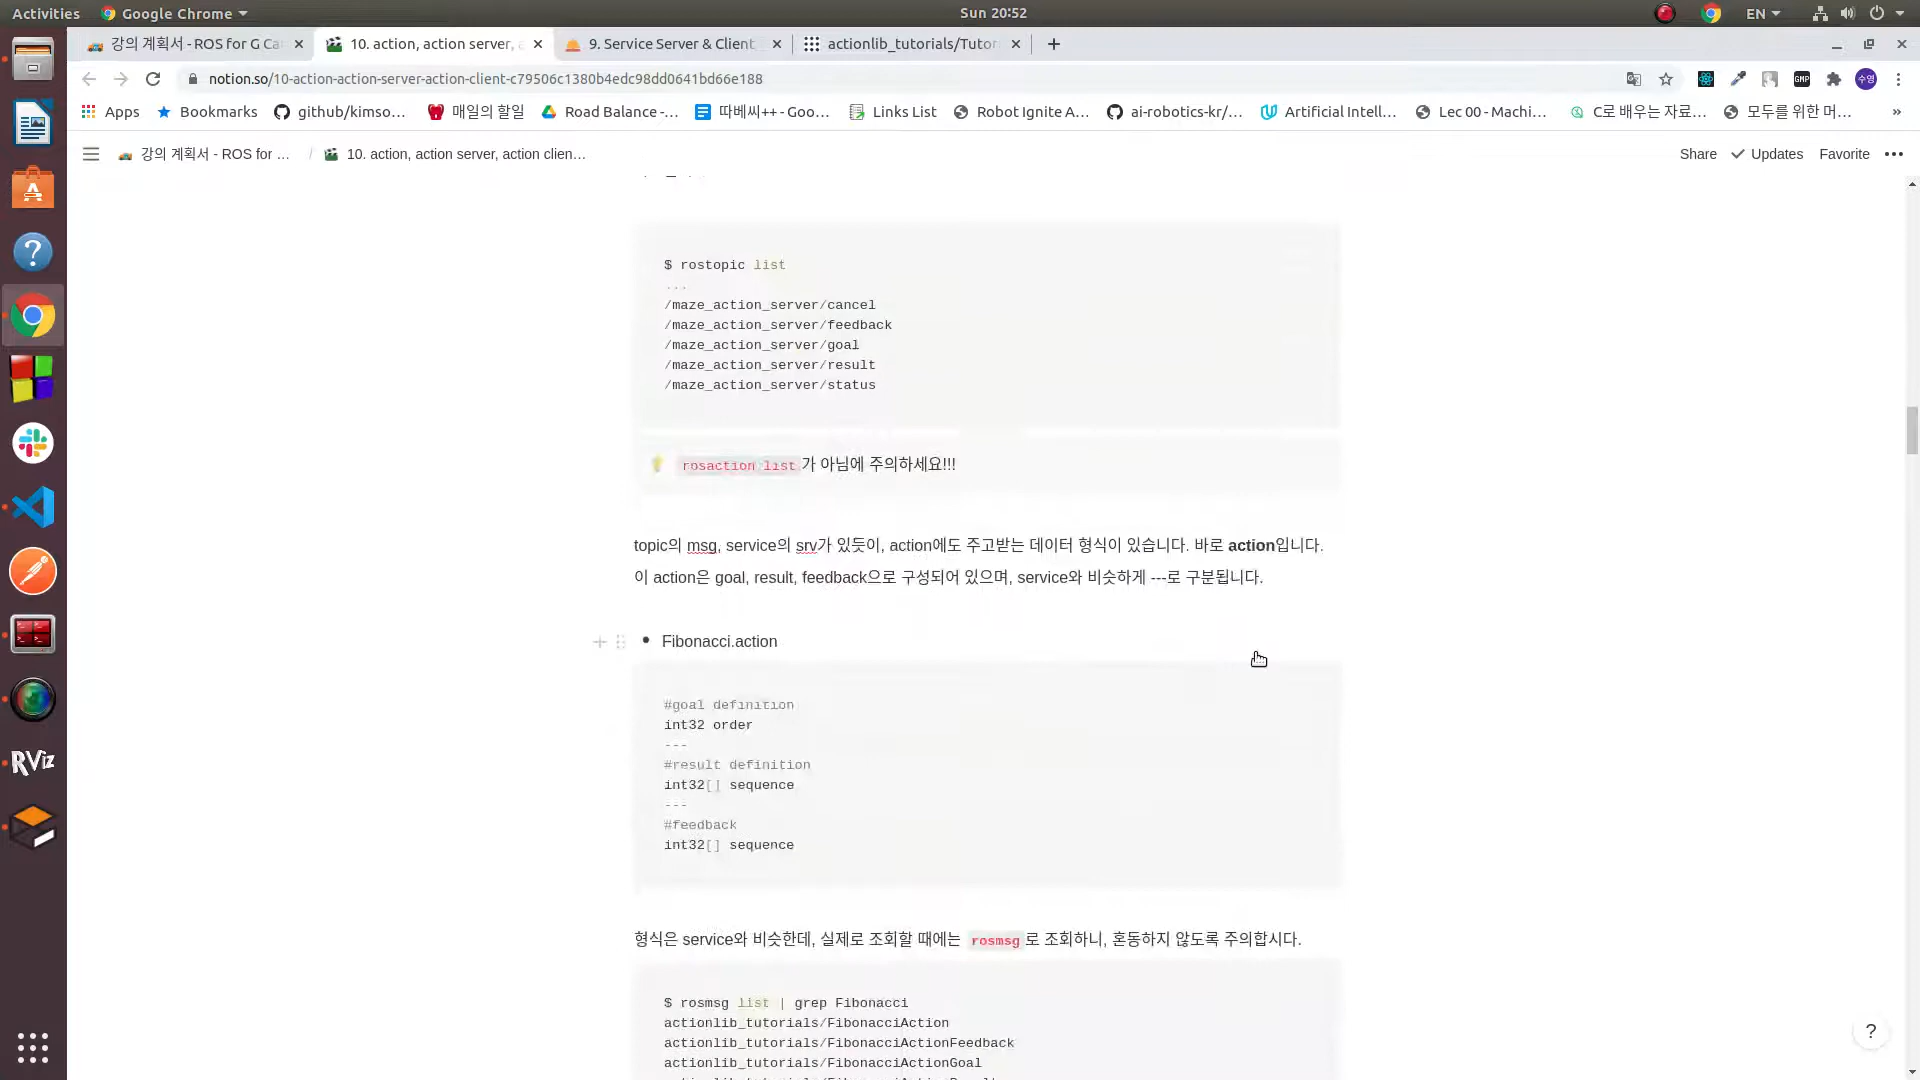 Activities
Google Chrome
Sun 20:52
EN
강의 계획서 - ROS for G Ca
10. action, action server, a
9. Service Server & Client
actionlib_tutorials/Tutor
notion.so/10-action-action-server-action-client-c79506c1380b4edc98dd0641bd66e188
GMP
수영
Apps
Bookmarks
github/kimso...
매일의 할일
Road Balance -...
따베씨++ - Goo...
Links List
Robot Ignite A...
ai-robotics-kr/...
Artificial Intell...
Lec 00 - Machi...
C로 배우는 자료...
모두를 위한 머...
»
강의 계획서 - ROS for ...
/
10. action, action server, action clien...
Share
Updates
Favorite
$ rostopic list
...
/maze_action_server/cancel
/maze_action_server/feedback
/maze_action_server/goal
/maze_action_server/result
/maze_action_server/status
rosaction list가 아님에 주의하세요!!!
topic의 msg, service의 srv가 있듯이, action에도 주고받는 데이터 형식이 있습니다. 바로 action입니다.
이 action은 goal, result, feedback으로 구성되어 있으며, service와 비슷하게 ---로 구분됩니다.
Fibonacci.action
#goal definition
int32 order
---
#result definition
int32[] sequence
---
#feedback
int32[] sequence
형식은 service와 비슷한데, 실제로 조회할 때에는 rosmsg로 조회하니, 혼동하지 않도록 주의합시다.
$ rosmsg list | grep Fibonacci
actionlib_tutorials/FibonacciAction
actionlib_tutorials/FibonacciActionFeedback
actionlib_tutorials/FibonacciActionGoal
RViz
?